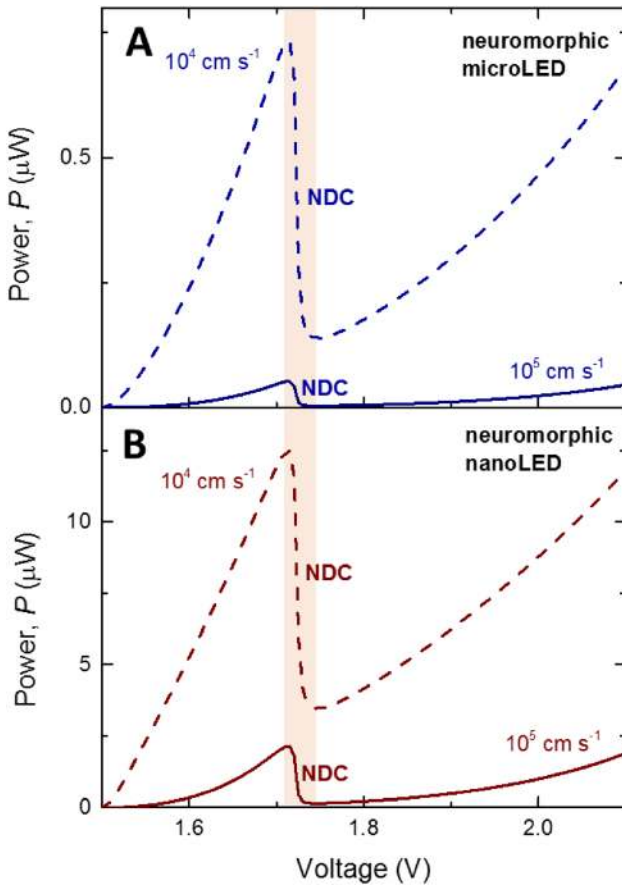 A
neuromorphic
microLED
10⁴ cm s⁻¹
0.5
Power, P (μW)
NDC
NDC
10⁵ cm s⁻¹
0.0
B
neuromorphic
nanoLED
10⁴ cm s⁻¹
10
Power, P (μW)
NDC
5
NDC
10⁵ cm s⁻¹
0
1.6
1.8
2.0
Voltage (V)